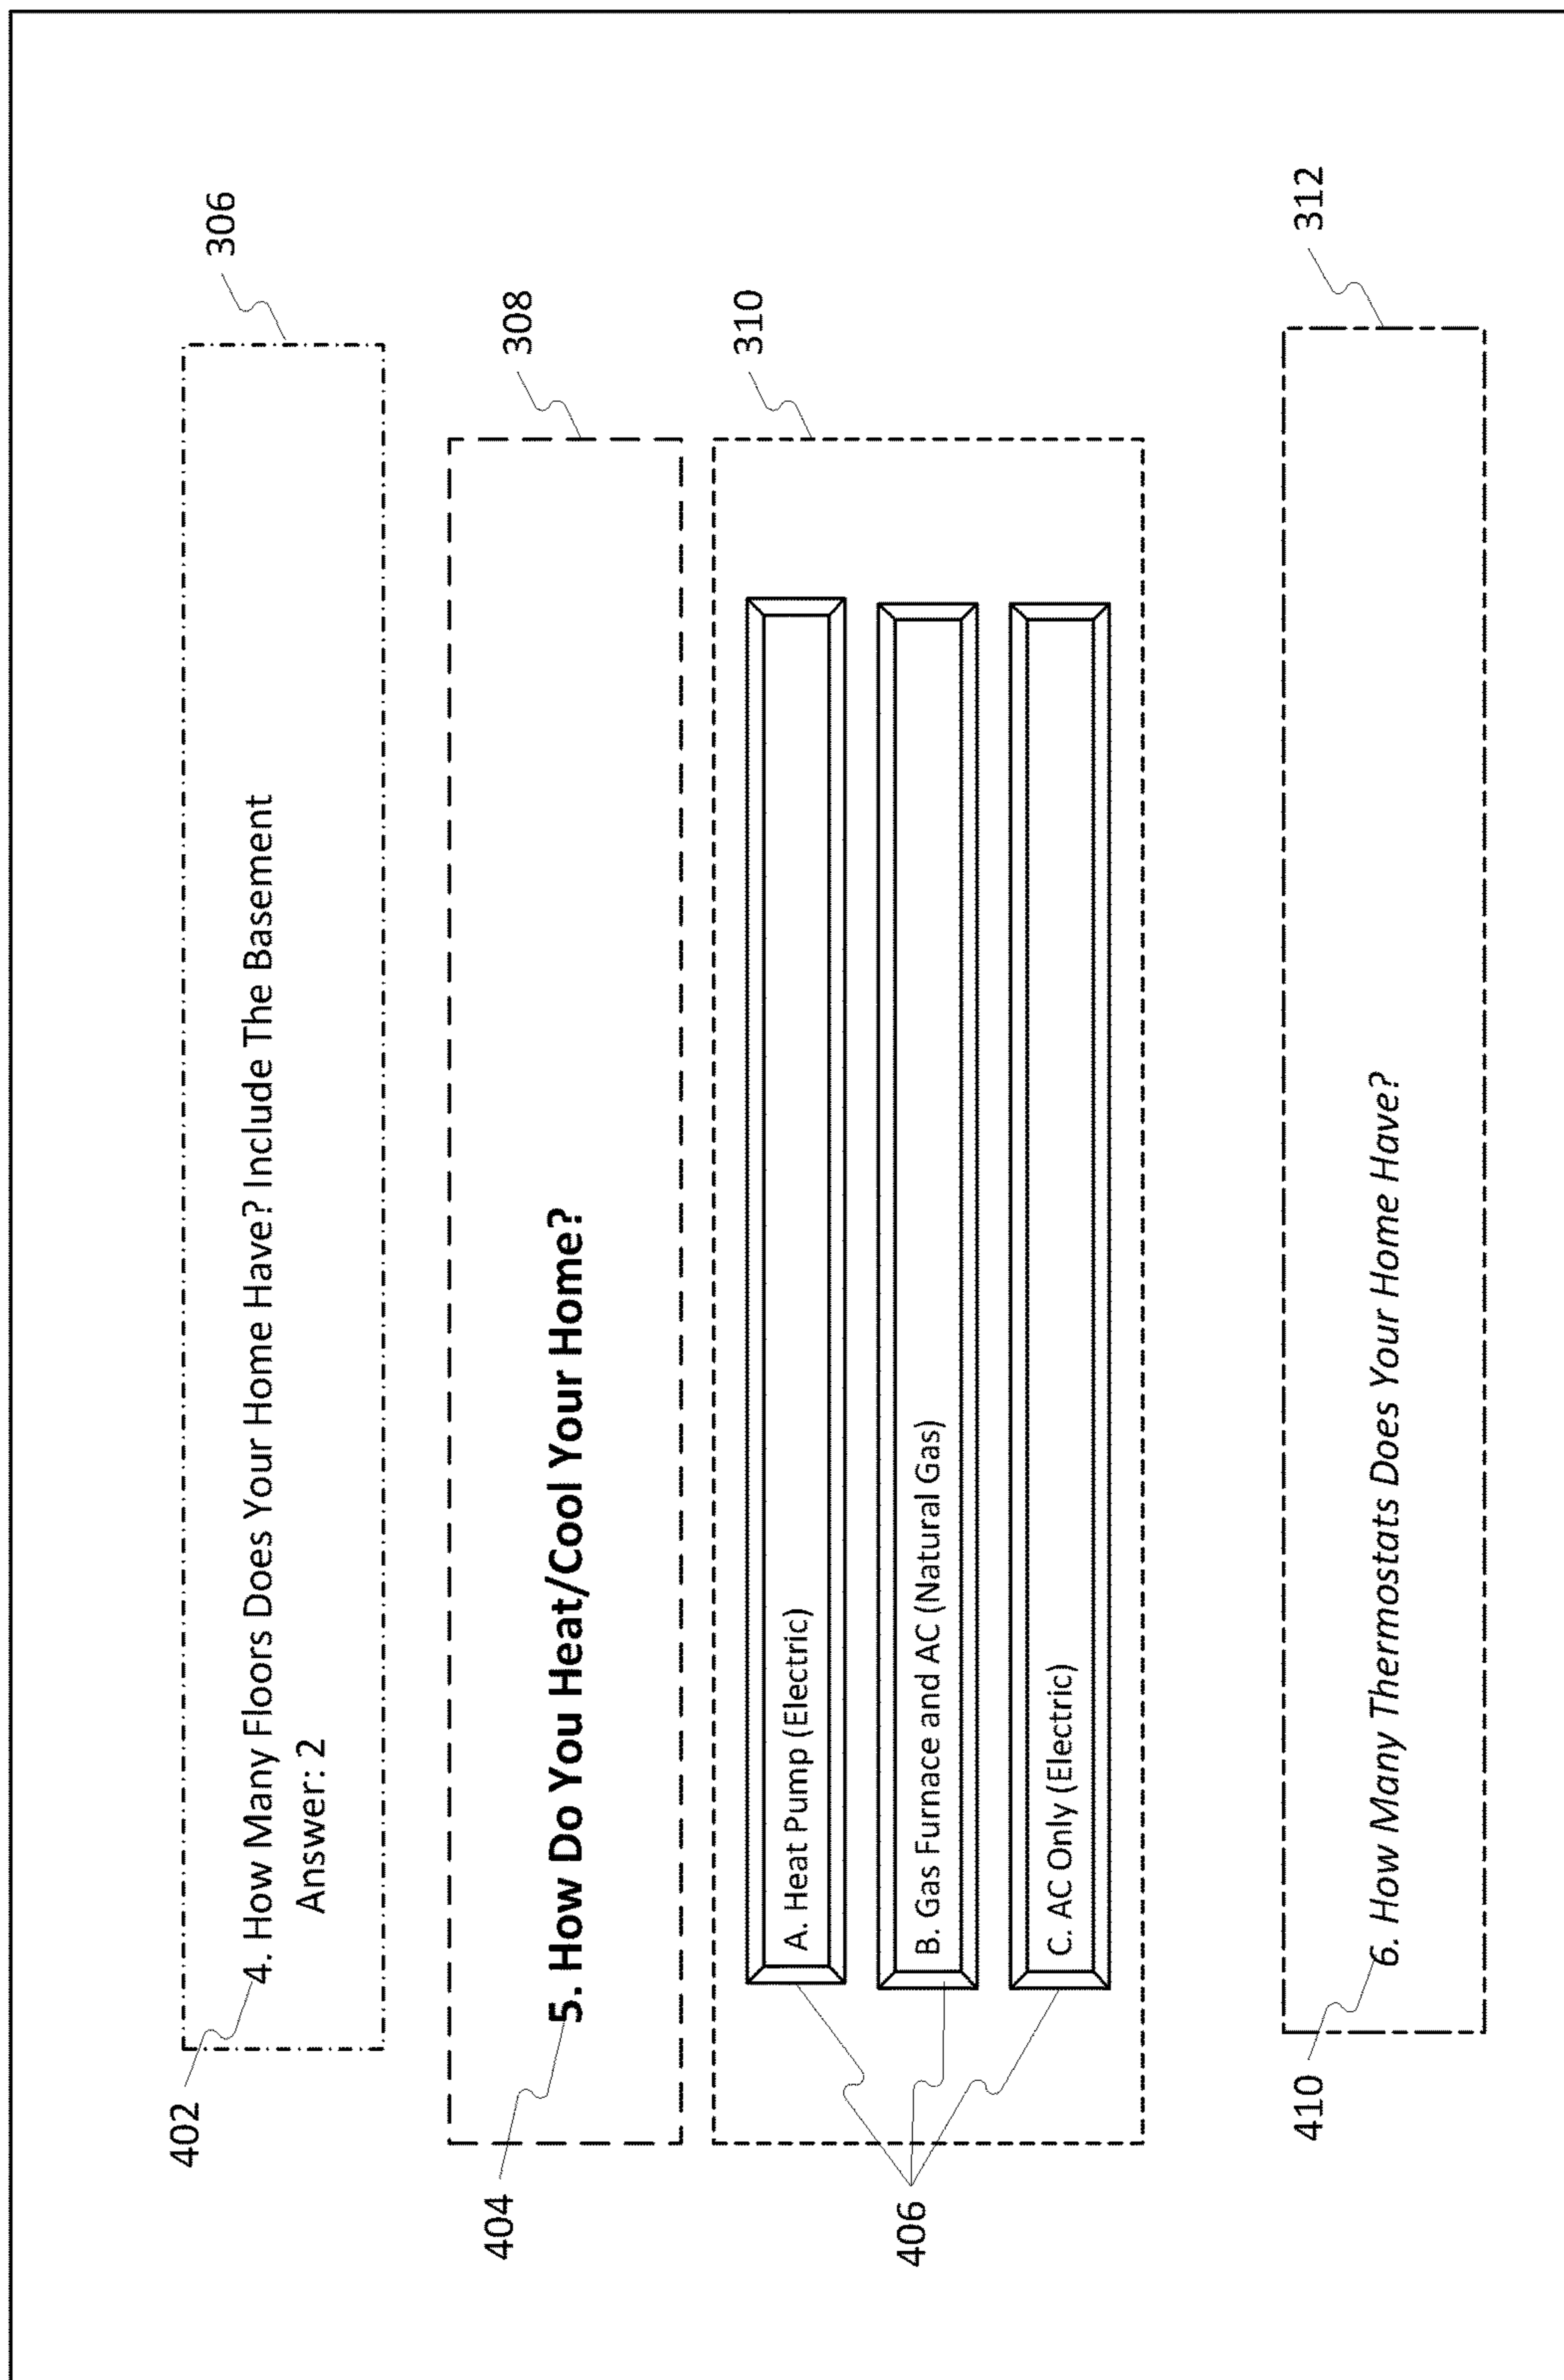 306
402
4. How Many Floors Does Your Home Have? Include The Basement
Answer: 2
308
404
5. How Do You Heat/Cool Your Home?
310
406
A. Heat Pump (Electric)
B. Gas Furnace and AC (Natural Gas)
C. AC Only (Electric)
312
410
6. How Many Thermostats Does Your Home Have?